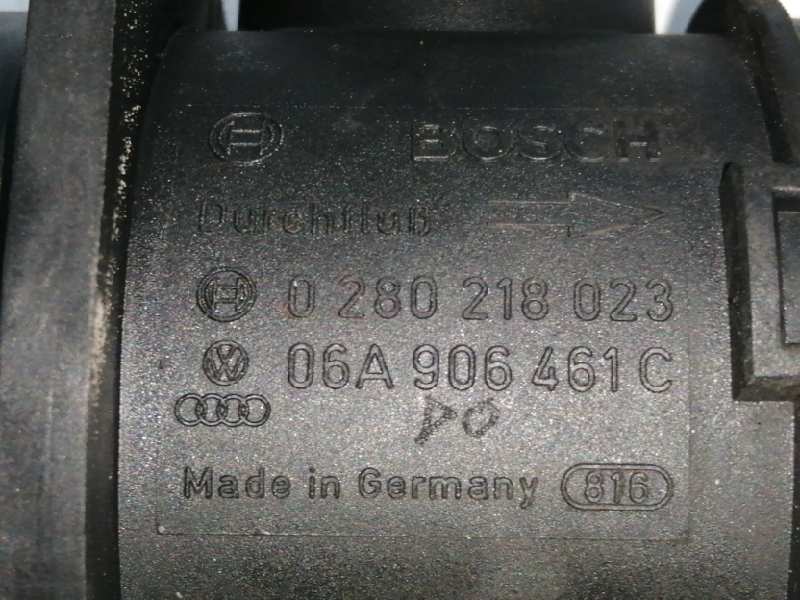 BOSCH
Durchfluß
0 280 218 023
06A 906 461 C
Made in Germany 816